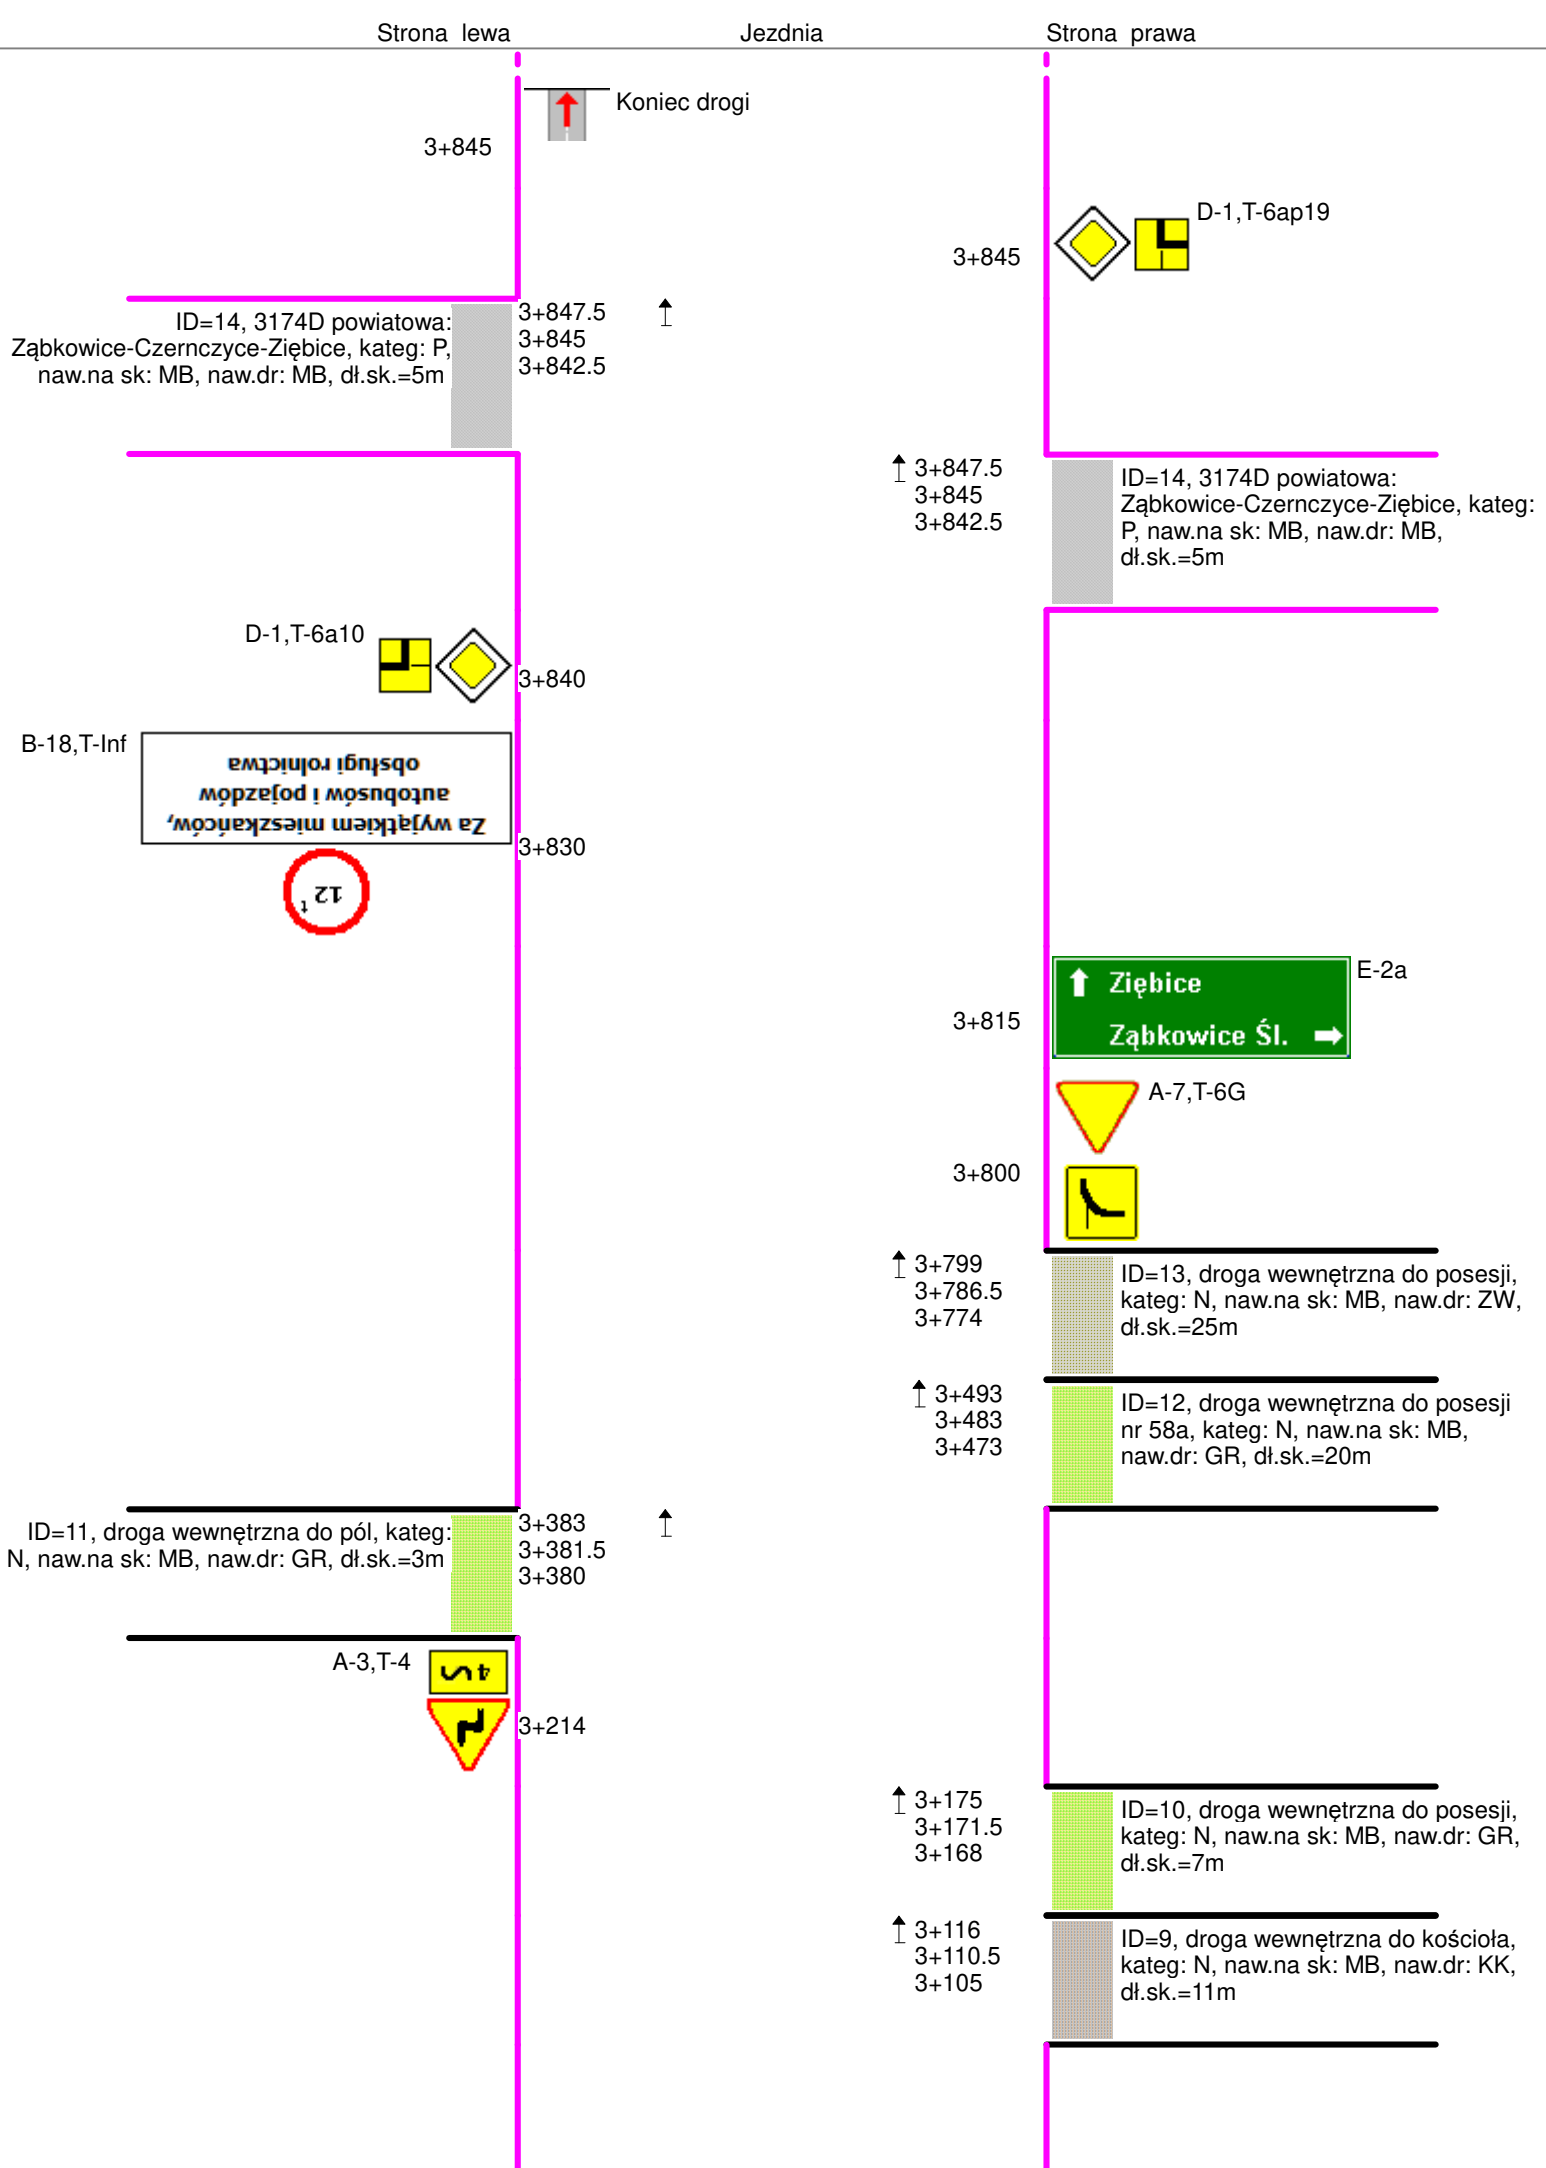 Strona lewa
Jezdnia
Strona prawa
Koniec drogi
3+845
D-1,T-6ap19
3+845
ID=14, 3174D powiatowa:
Ząbkowice-Czernczyce-Ziębice, kateg: P,
naw.na sk: MB, naw.dr: MB, dł.sk.=5m
3+847.5
3+845
3+842.5
3+847.5
3+845
3+842.5
ID=14, 3174D powiatowa:
Ząbkowice-Czernczyce-Ziębice, kateg:
P, naw.na sk: MB, naw.dr: MB,
dł.sk.=5m
D-1,T-6a10
3+840
B-18,T-Inf
Za wyjątkiem mieszkańców,
autobusów i pojazdów
obsługi rolnictwa
3+830
12 t
E-2a
Ziębice
Ząbkowice Śl.
3+815
A-7,T-6G
3+800
3+799
3+786.5
3+774
ID=13, droga wewnętrzna do posesji,
kateg: N, naw.na sk: MB, naw.dr: ZW,
dł.sk.=25m
3+493
3+483
3+473
ID=12, droga wewnętrzna do posesji
nr 58a, kateg: N, naw.na sk: MB,
naw.dr: GR, dł.sk.=20m
ID=11, droga wewnętrzna do pól, kateg:
N, naw.na sk: MB, naw.dr: GR, dł.sk.=3m
3+383
3+381.5
3+380
A-3,T-4
4
3+214
3+175
3+171.5
3+168
ID=10, droga wewnętrzna do posesji,
kateg: N, naw.na sk: MB, naw.dr: GR,
dł.sk.=7m
3+116
3+110.5
3+105
ID=9, droga wewnętrzna do kościoła,
kateg: N, naw.na sk: MB, naw.dr: KK,
dł.sk.=11m